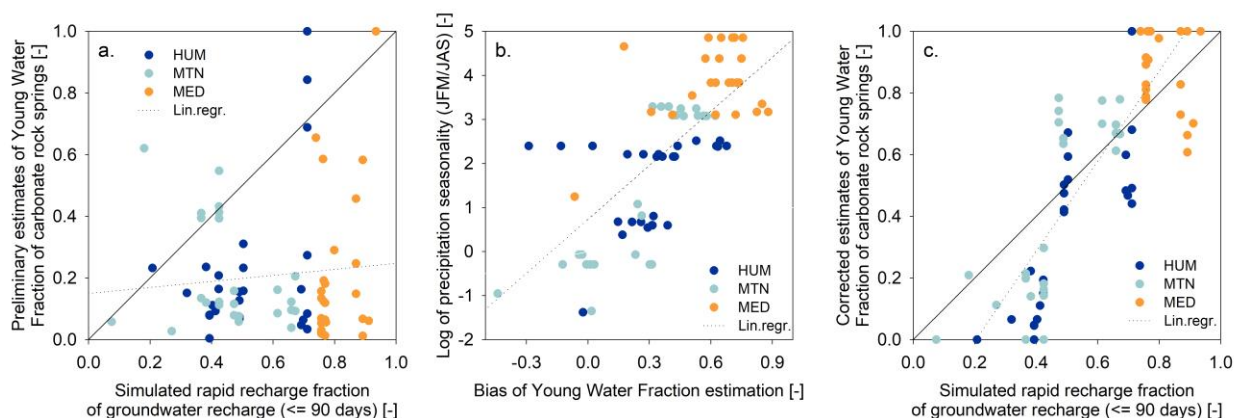 Preliminary estimates of Young Water
Fraction of carbonate rock springs [-]
1.0
0.8
0.6
0.4
0.2
0.0
a.
HUM
MTN
MED
Lin.regr.
0.0 0.2 0.4 0.6 0.8 1.0
Simulated rapid recharge fraction
of groundwater recharge (<= 90 days) [-]
Log of precipitation seasonality (JFM/JAS) [-]
5
4
3
2
1
0
-1
-2
b.
HUM
MTN
MED
Lin.regr.
0.0 0.3 0.6 0.9
Bias of Young Water Fraction estimation [-]
Corrected estimates of Young Water
Fraction of carbonate rock springs [-]
1.0
0.8
0.6
0.4
0.2
0.0
c.
HUM
MTN
MED
Lin.regr.
0.0 0.2 0.4 0.6 0.8 1.0
Simulated rapid recharge fraction
of groundwater recharge (<= 90 days) [-]